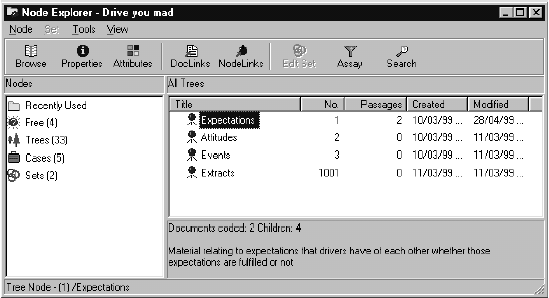 Node Explorer - Drive you mad
Node Set Tools View
Browse Properties Attributes DocLinks NodeLinks Edit Set Assay Search
Nodes
All Trees
Recently Used
Free (4)
Trees (33)
Cases (5)
Sets (2)
Title No. Passages Created Modified
Expectations 1 2 10/03/99 ... 28/04/99 ...
Attitudes 2 0 10/03/99 ... 11/03/99 ...
Events 3 0 10/03/99 ... 11/03/99 ...
Extracts 1001 0 11/03/99 ... 11/03/99 ...
Documents coded: 2 Children: 4
Material relating to expectations that drivers have of each other whether those
expectations are fulfilled or not
Tree Node - (1) /Expectations